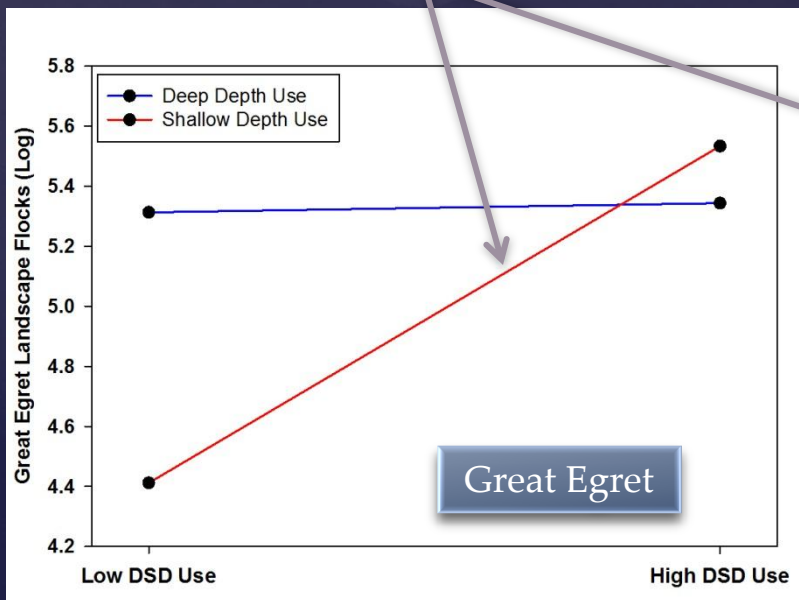 5.8
Deep Depth Use
Shallow Depth Use
5.6
5.4
5.2
5.0
4.8
4.6
4.4
4.2
Great Egret Landscape Flocks (Log)
Great Egret
Low DSD Use
High DSD Use